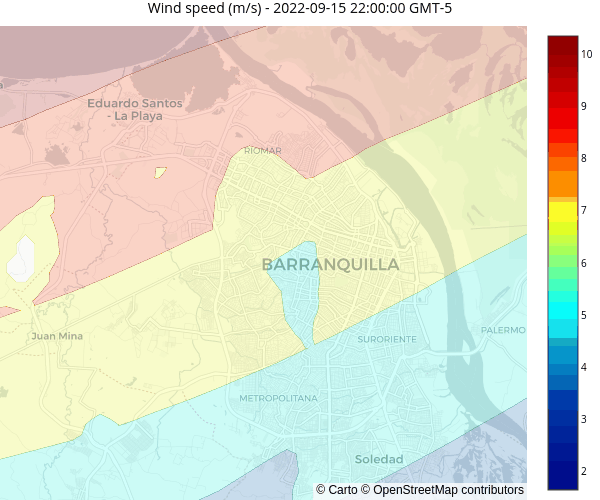 Wind speed (m/s) - 2022-09-15 22:00:00 GMT-5
10
9
8
7
6
5
4
3
2
Eduardo Santos
- La Playa
RIOMAR
BARRANQUILLA
Juan Mina
SURORIENTE
PALERMO
METROPOLITANA
Soledad
© Carto © OpenStreetMap contributors